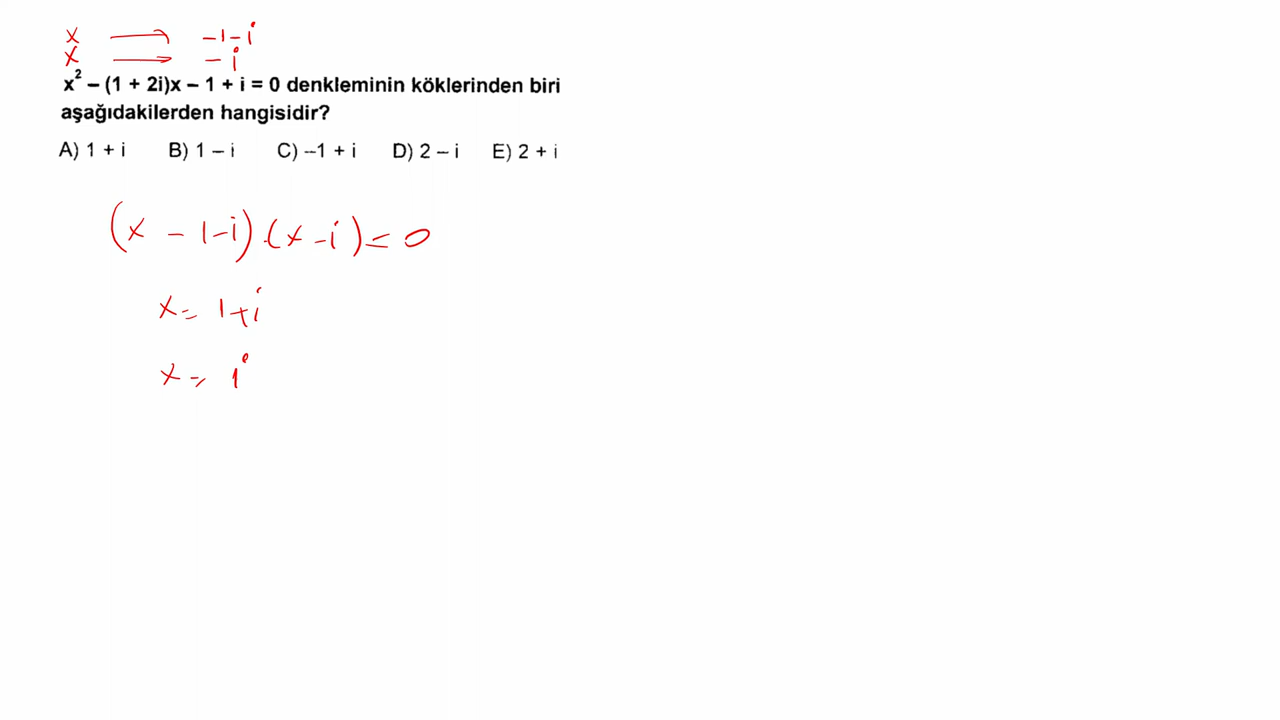 x → -1-i
x → -i
x² – (1 + 2i)x – 1 + i = 0 denkleminin köklerinden biri
aşağıdakilerden hangisidir?
A) 1 + i B) 1 – i C) –1 + i D) 2 – i E) 2 + i
(x - 1-i).(x-i)=0
x= 1+i
x= i